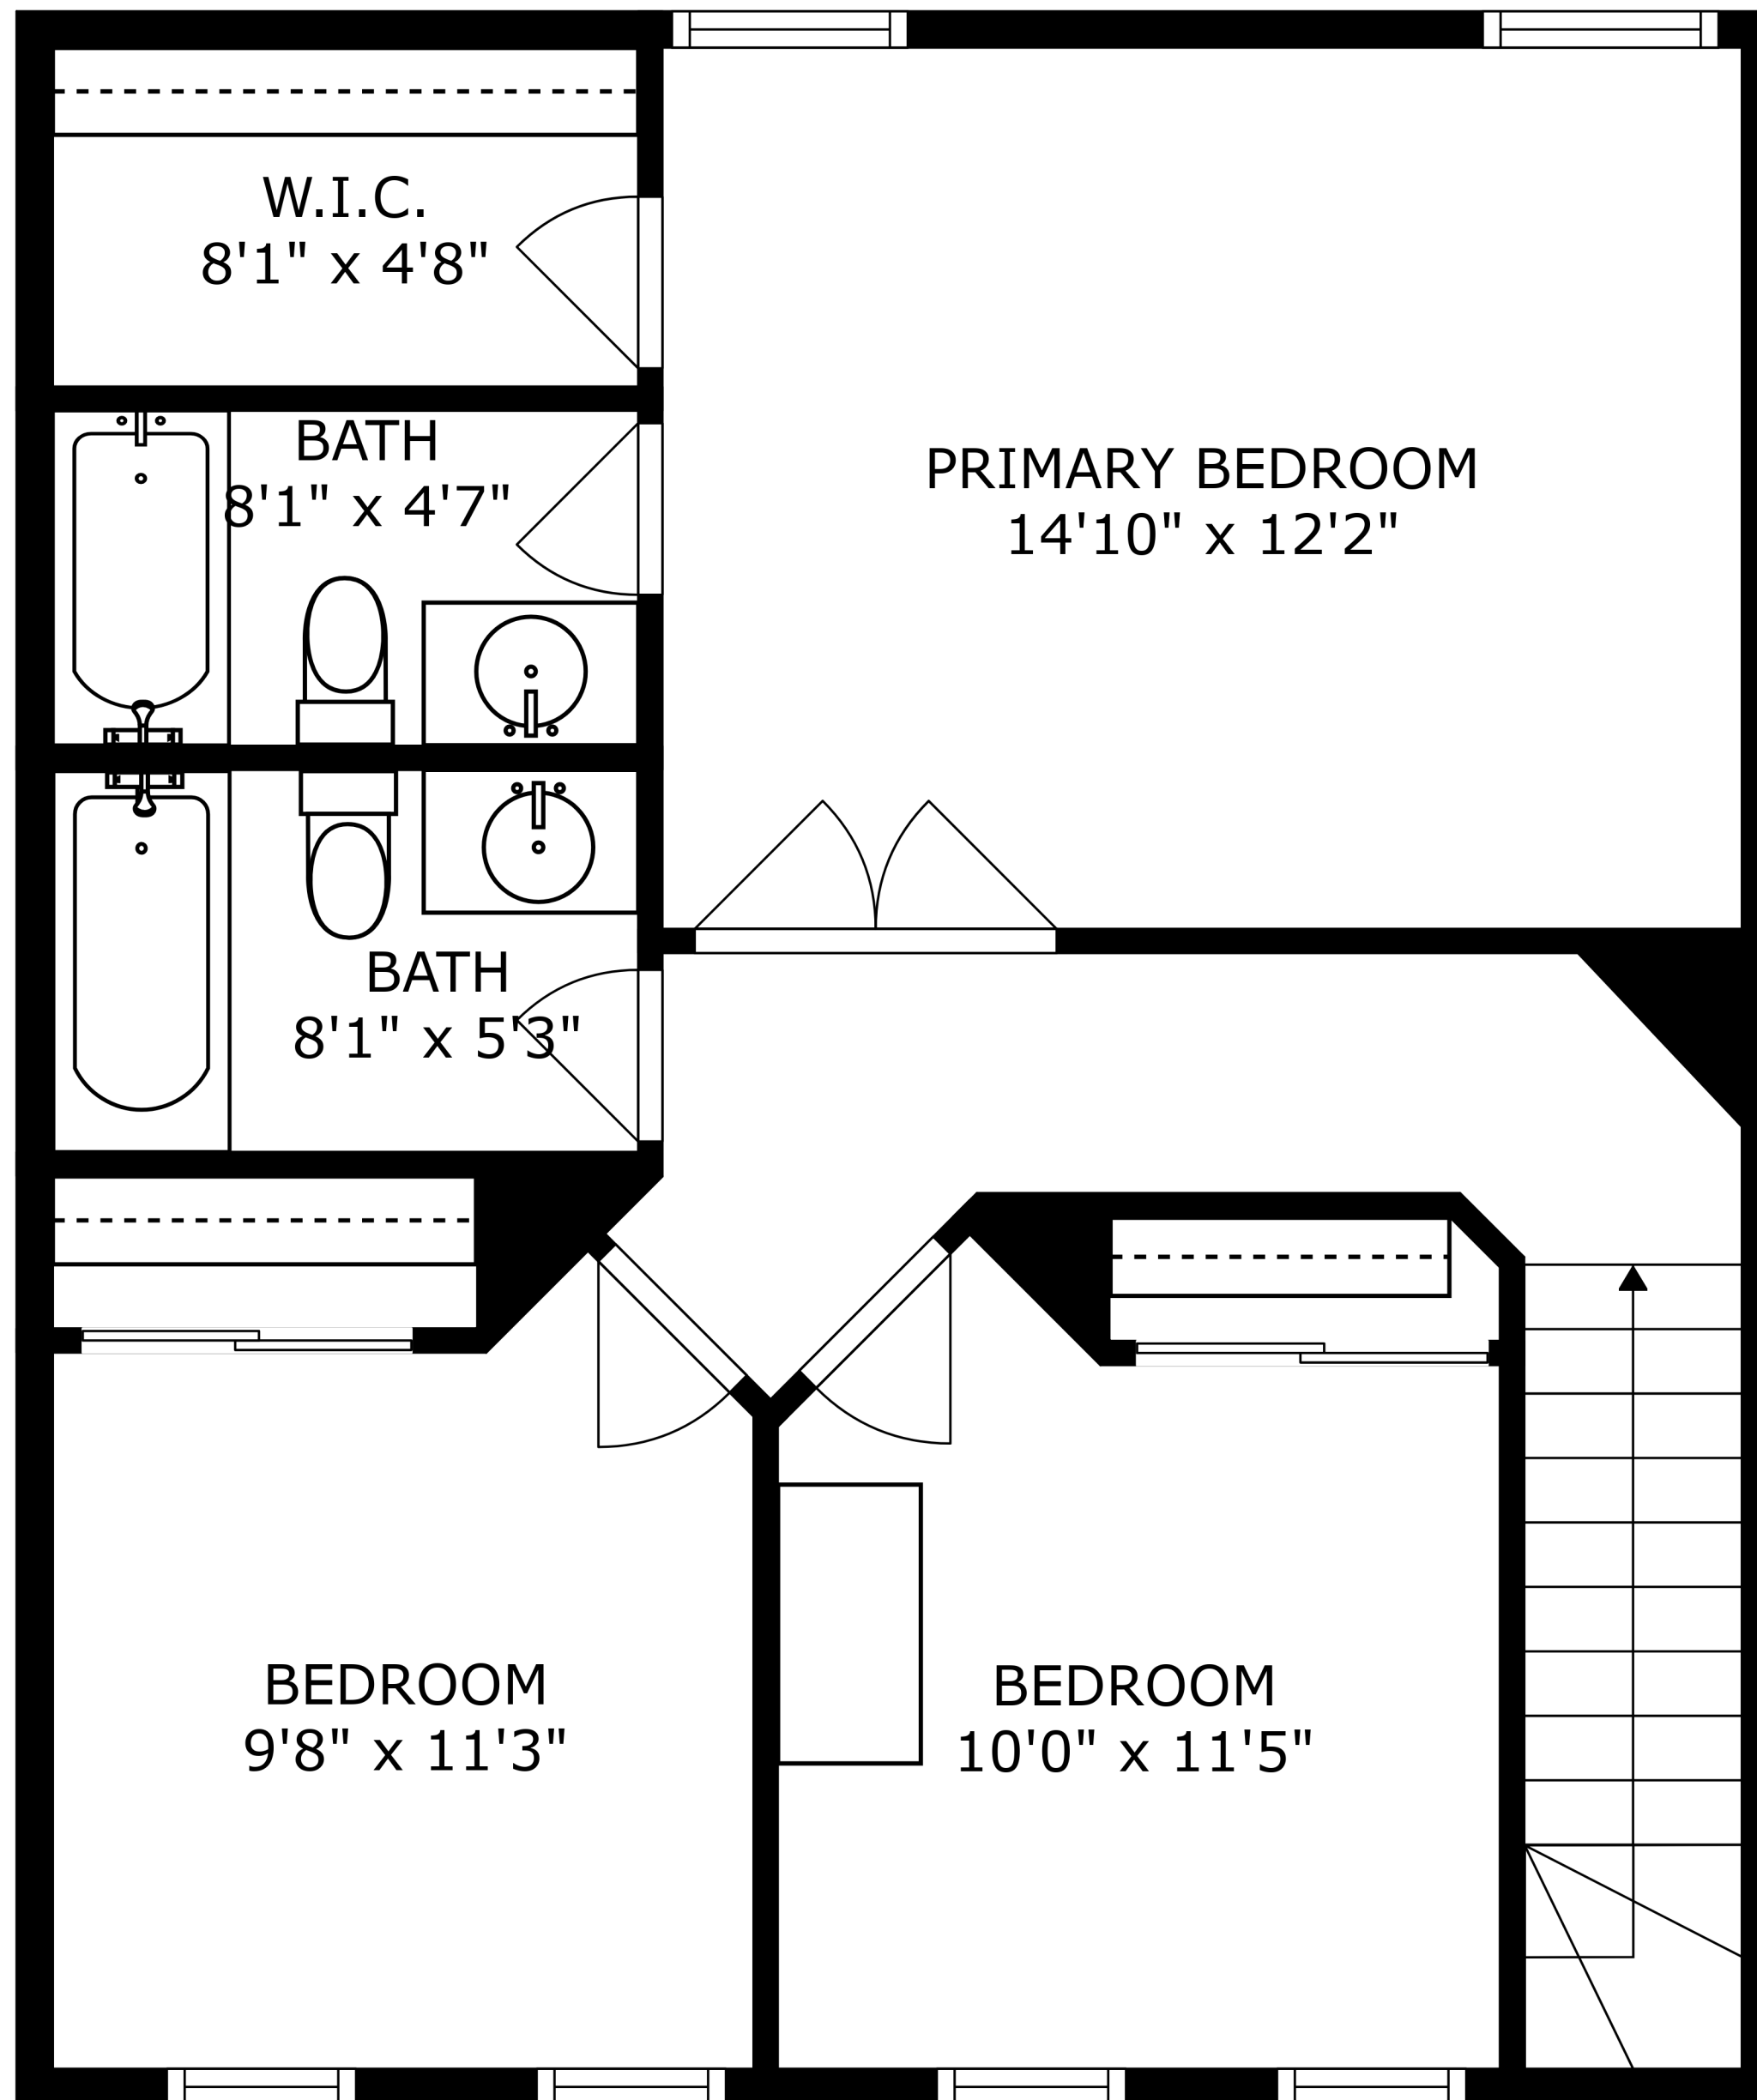 W.I.C.
8'1" x 4'8"
BATH
8'1" x 4'7"
PRIMARY BEDROOM
14'10" x 12'2"
BATH
8'1" x 5'3"
BEDROOM
9'8" x 11'3"
BEDROOM
10'0" x 11'5"